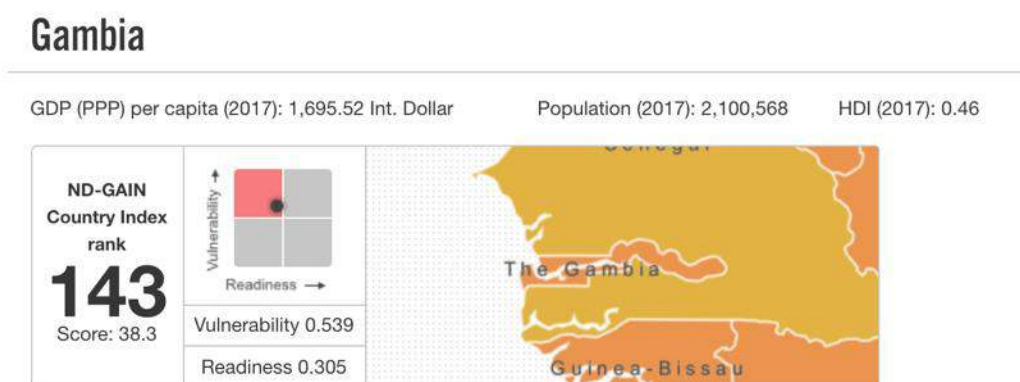 Gambia
GDP (PPP) per capita (2017): 1,695.52 Int. Dollar
Population (2017): 2,100,568
HDI (2017): 0.46
ND-GAIN
Country Index
rank
143
Score: 38.3
Vulnerability →
Readiness →
Vulnerability 0.539
Readiness 0.305
Senegal
The Gambia
Guinea-Bissau